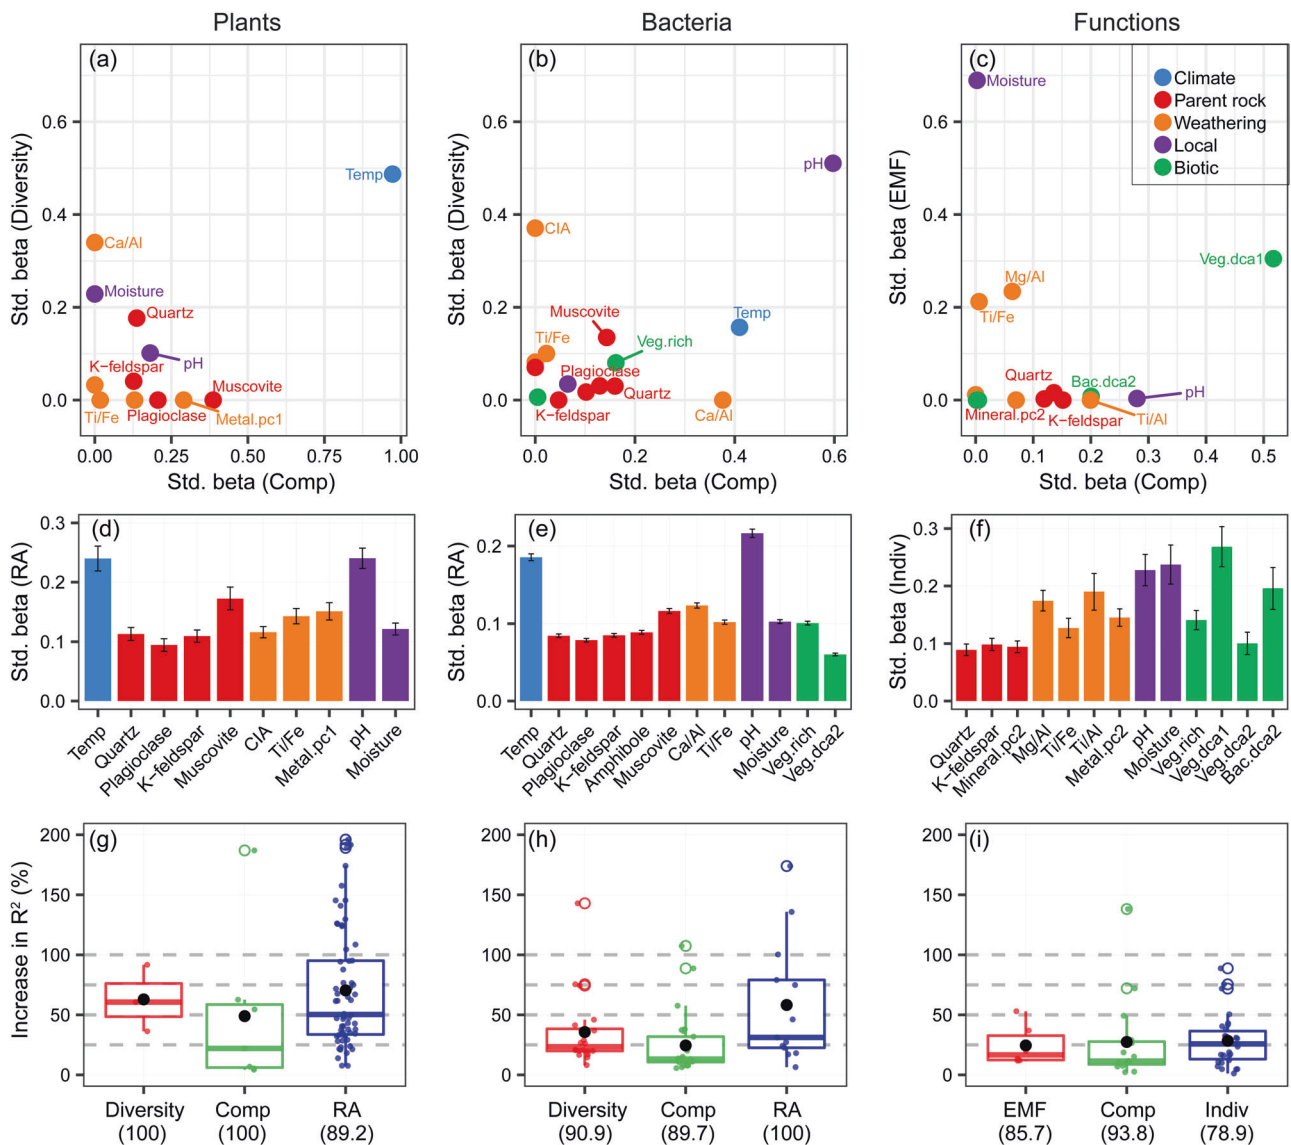 Plants
Bacteria
Functions
(a)
Std. beta (Diversity)
0.6
0.4
0.2
0.0
Temp
Ca/Al
Moisture
Quartz
pH
K−feldspar
Muscovite
Ti/Fe
Plagioclase
Metal.pc1
0.00 0.25 0.50 0.75 1.00
Std. beta (Comp)
(b)
Std. beta (Diversity)
0.6
0.4
0.2
0.0
pH
CIA
Muscovite
Temp
Ti/Fe
Veg.rich
Plagioclase
Quartz
K−feldspar
Ca/Al
0.0 0.2 0.4 0.6
Std. beta (Comp)
(c)
Std. beta (EMF)
0.6
0.4
0.2
0.0
Moisture
Climate
Parent rock
Weathering
Local
Biotic
Veg.dca1
Mg/Al
Ti/Fe
Quartz
Bac.dca2
pH
Mineral.pc2
K−feldspar
Ti/Al
0.0 0.1 0.2 0.3 0.4 0.5
Std. beta (Comp)
(d)
Std. beta (RA)
0.3
0.2
0.1
0.0
Temp
Quartz
Plagioclase
K−feldspar
Muscovite
CIA
Ti/Fe
Metal.pc1
pH
Moisture
(e)
Std. beta (RA)
0.2
0.1
0.0
Temp
Quartz
Plagioclase
K−feldspar
Amphibole
Muscovite
Ca/Al
Ti/Fe
pH
Moisture
Veg.rich
Veg.dca2
(f)
Std. beta (Indiv)
0.3
0.2
0.1
0.0
Quartz
K−feldspar
Mineral.pc2
Mg/Al
Ti/Fe
Ti/Al
Metal.pc2
pH
Moisture
Veg.rich
Veg.dca1
Veg.dca2
Bac.dca2
(g)
Increase in R² (%)
200
150
100
50
0
Diversity Comp RA
(100) (100) (89.2)
(h)
200
150
100
50
0
Diversity Comp RA
(90.9) (89.7) (100)
(i)
200
150
100
50
0
EMF Comp Indiv
(85.7) (93.8) (78.9)